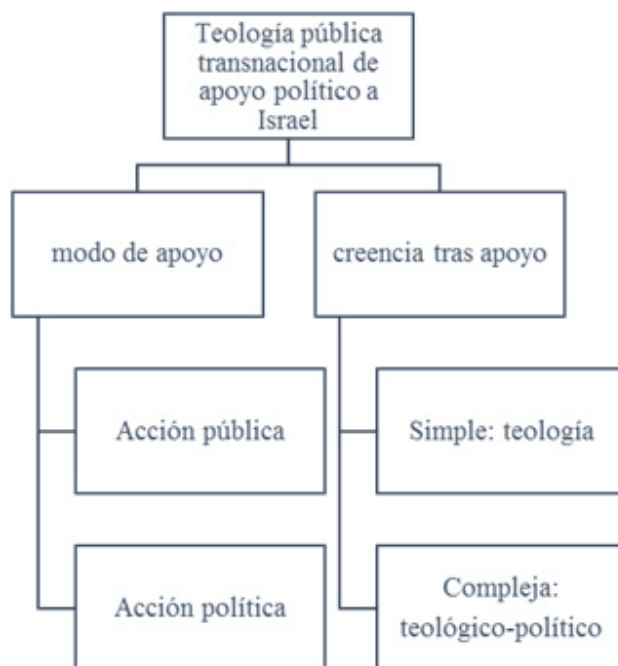 Teología pública
transnacional de
apoyo político a
Israel
modo de apoyo
creencia tras apoyo
Acción pública
Simple: teología
Acción política
Compleja:
teológico-político